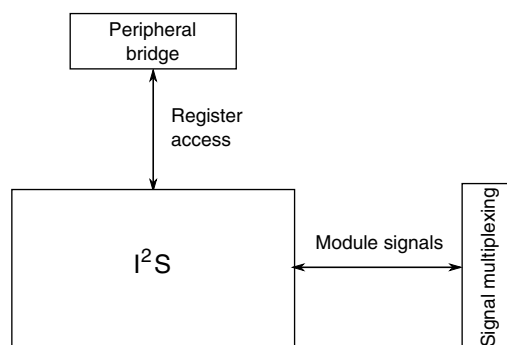 Peripheral
bridge
Register
access
I²S
Module signals
Signal multiplexing